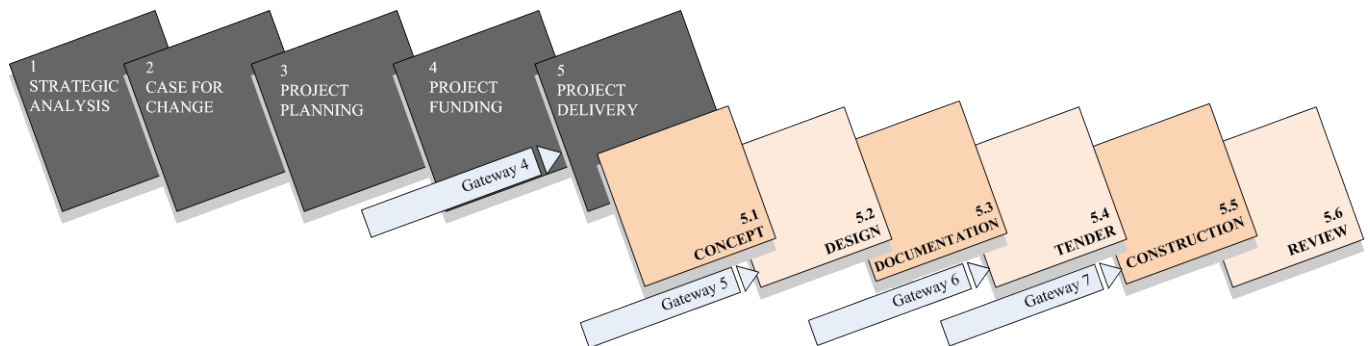 1
STRATEGIC
ANALYSIS
2
CASE FOR
CHANGE
3
PROJECT
PLANNING
4
PROJECT
FUNDING
5
PROJECT
DELIVERY
Gateway 4
5.1
CONCEPT
5.2
DESIGN
5.3
DOCUMENTATION
5.4
TENDER
5.5
CONSTRUCTION
5.6
REVIEW
Gateway 5
Gateway 6
Gateway 7